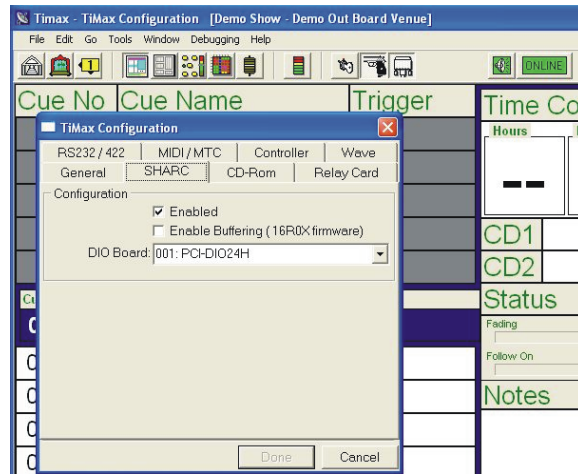 Timax - TiMax Configuration [Demo Show - Demo Out Board Venue]
File Edit Go Tools Window Debugging Help
ONLINE
Cue No Cue Name Trigger
Time Co
Hours
--
TiMax Configuration
RS232 / 422 MIDI / MTC Controller Wave
General SHARC CD-Rom Relay Card
Configuration
Enabled
Enable Buffering ( 16R0X firmware)
DIO Board: 001: PCI-DIO24H
CD1
CD2
Status
Fading
Follow On
Notes
Done Cancel